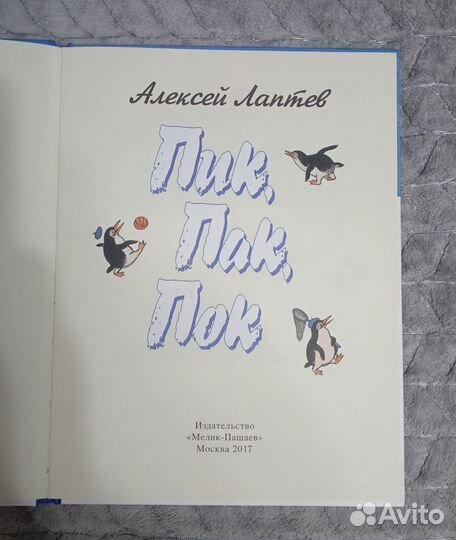 Алексей Лаптев
Пик,
Пак,
Пок
Издательство
«Мелик-Пашаев»
Москва 2017
Avito